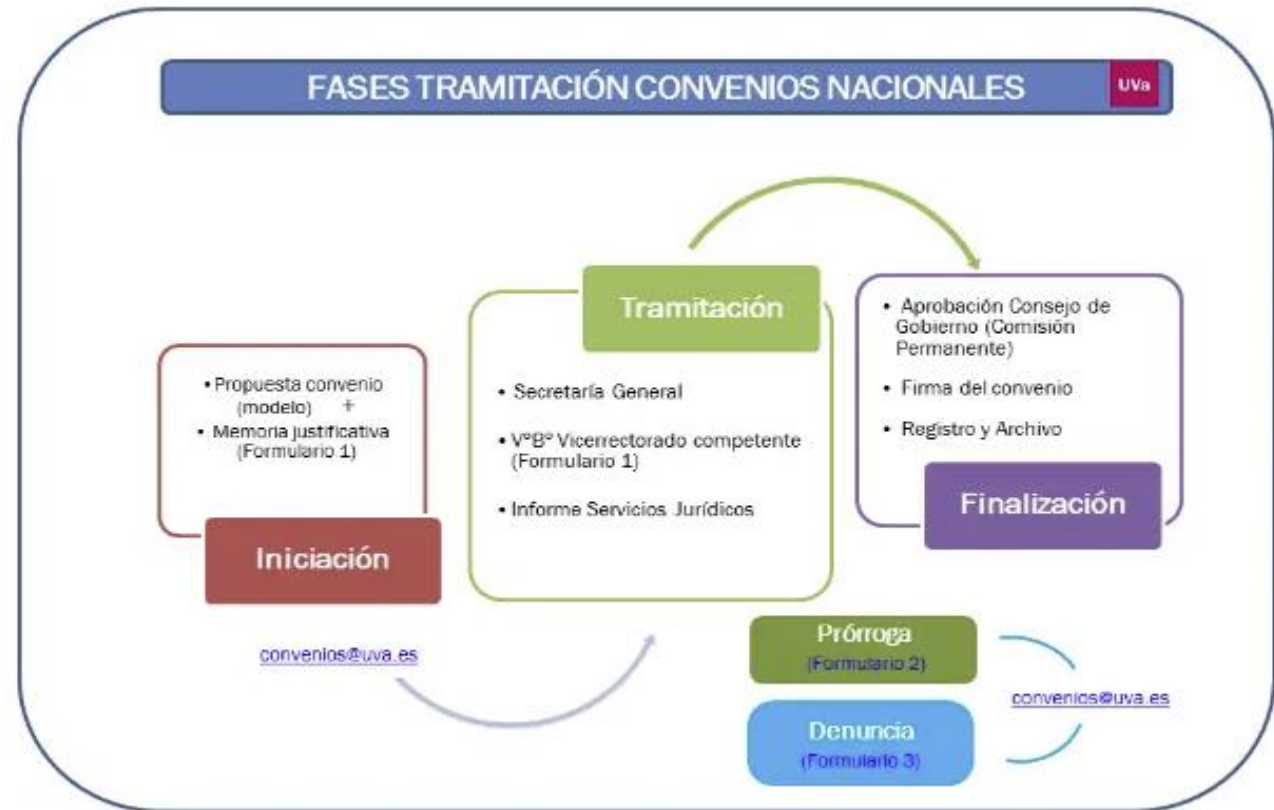 FASES TRAMITACIÓN CONVENIOS NACIONALES
UVa
• Propuesta convenio
(modelo) +
• Memoria justificativa
(Formulario 1)
Iniciación
convenios@uva.es
Tramitación
• Secretaría General
• VºBº Vicerrectorado competente
(Formulario 1)
• Informe Servicios Jurídicos
• Aprobación Consejo de
Gobierno (Comisión
Permanente)
• Firma del convenio
• Registro y Archivo
Finalización
Prórroga
(Formulario 2)
Denuncia
(Formulario 3)
convenios@uva.es